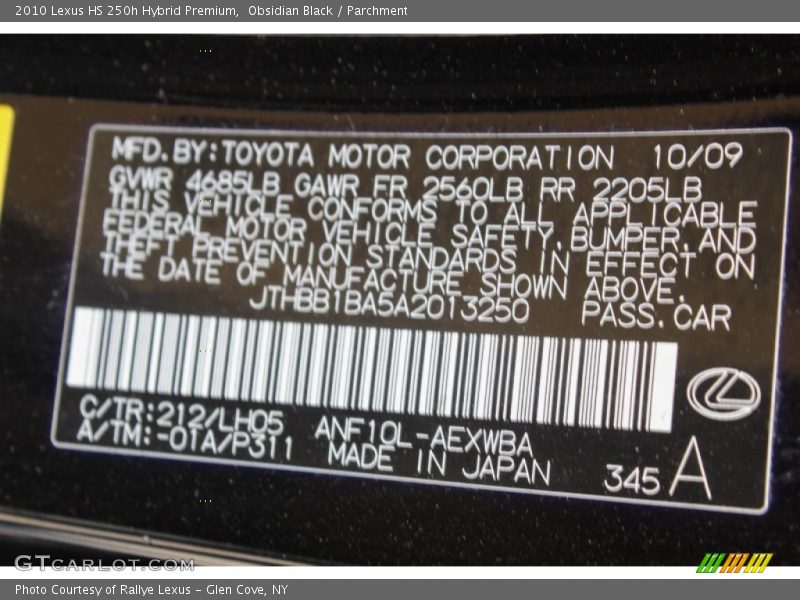 2010 Lexus HS 250h Hybrid Premium, Obsidian Black / Parchment
MFD.BY:TOYOTA MOTOR CORPORATION 10/09
GVWR 4685LB GAWR FR 2560LB RR 2205LB
THIS VEHICLE CONFORMS TO ALL APPLICABLE
FEDERAL MOTOR VEHICLE SAFETY,BUMPER,AND
THEFT PREVENTION STANDARDS IN EFFECT ON
THE DATE OF MANUFACTURE SHOWN ABOVE.
JTHBB1BA5A2013250 PASS.CAR
C/TR:212/LH05 ANF10L-AEXWBA
A/TM:-01A/P311 MADE IN JAPAN 345 A
GTCARLOT.COM
Photo Courtesy of Rallye Lexus - Glen Cove, NY